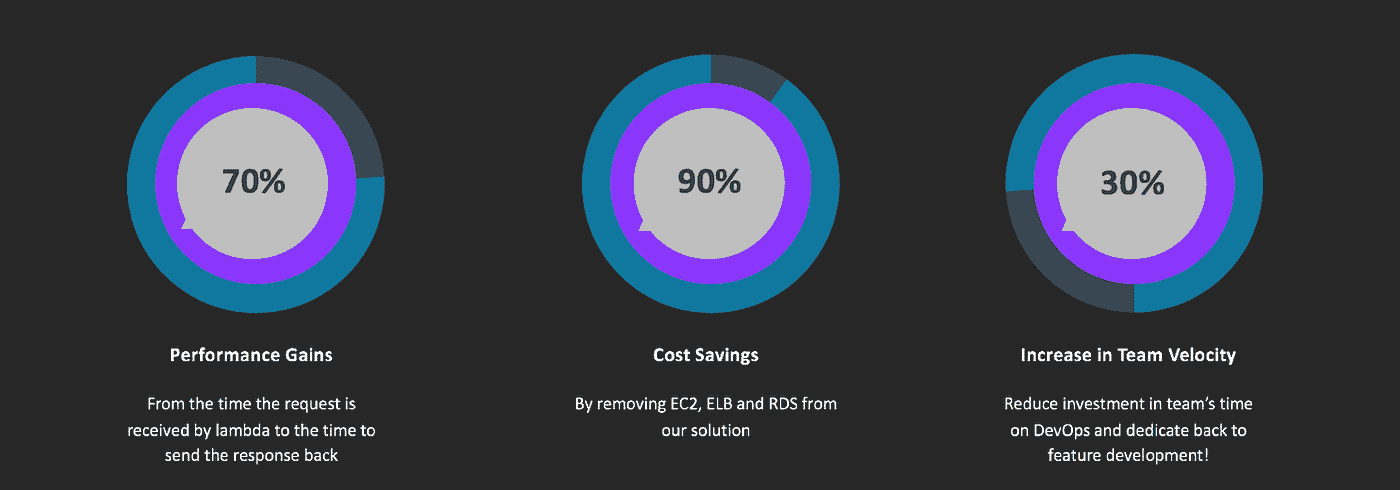 70%
90%
30%
Performance Gains
Cost Savings
Increase in Team Velocity
From the time the request is
received by lambda to the time to
send the response back
By removing EC2, ELB and RDS from
our solution
Reduce investment in team’s time
on DevOps and dedicate back to
feature development!